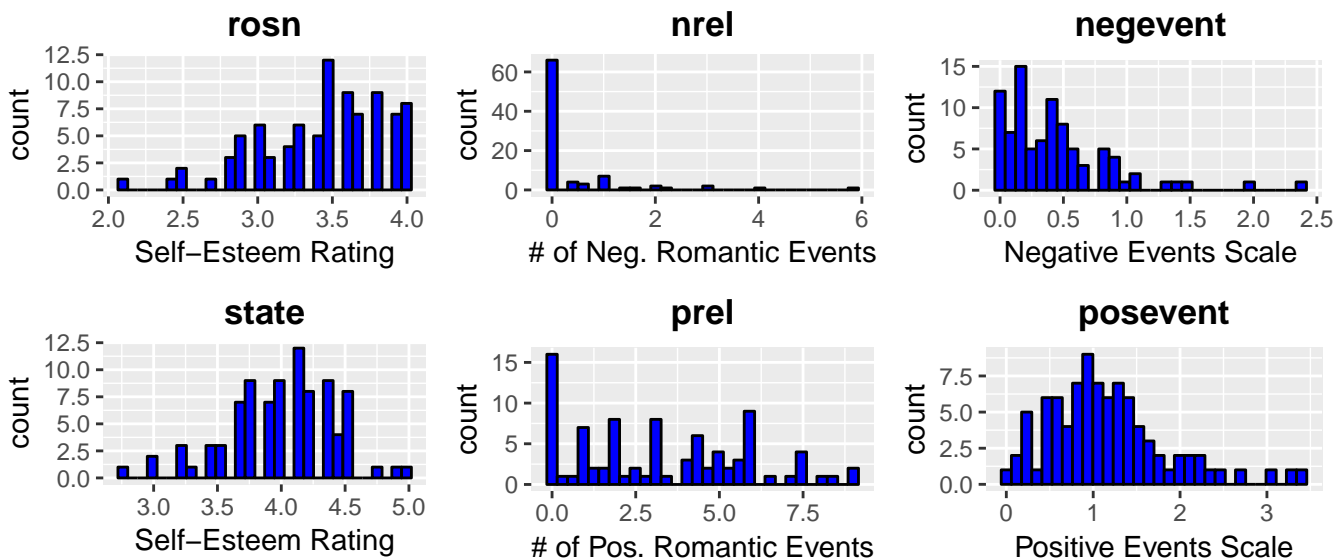 rosn
count
12.5
10.0
7.5
5.0
2.5
0.0
2.0 2.5 3.0 3.5 4.0
Self−Esteem Rating
nrel
count
60
40
20
0
0 2 4 6
# of Neg. Romantic Events
negevent
count
15
10
5
0
0.0 0.5 1.0 1.5 2.0 2.5
Negative Events Scale
state
count
12.5
10.0
7.5
5.0
2.5
0.0
3.0 3.5 4.0 4.5 5.0
Self−Esteem Rating
prel
count
15
10
5
0
0.0 2.5 5.0 7.5
# of Pos. Romantic Events
posevent
count
7.5
5.0
2.5
0.0
0 1 2 3
Positive Events Scale